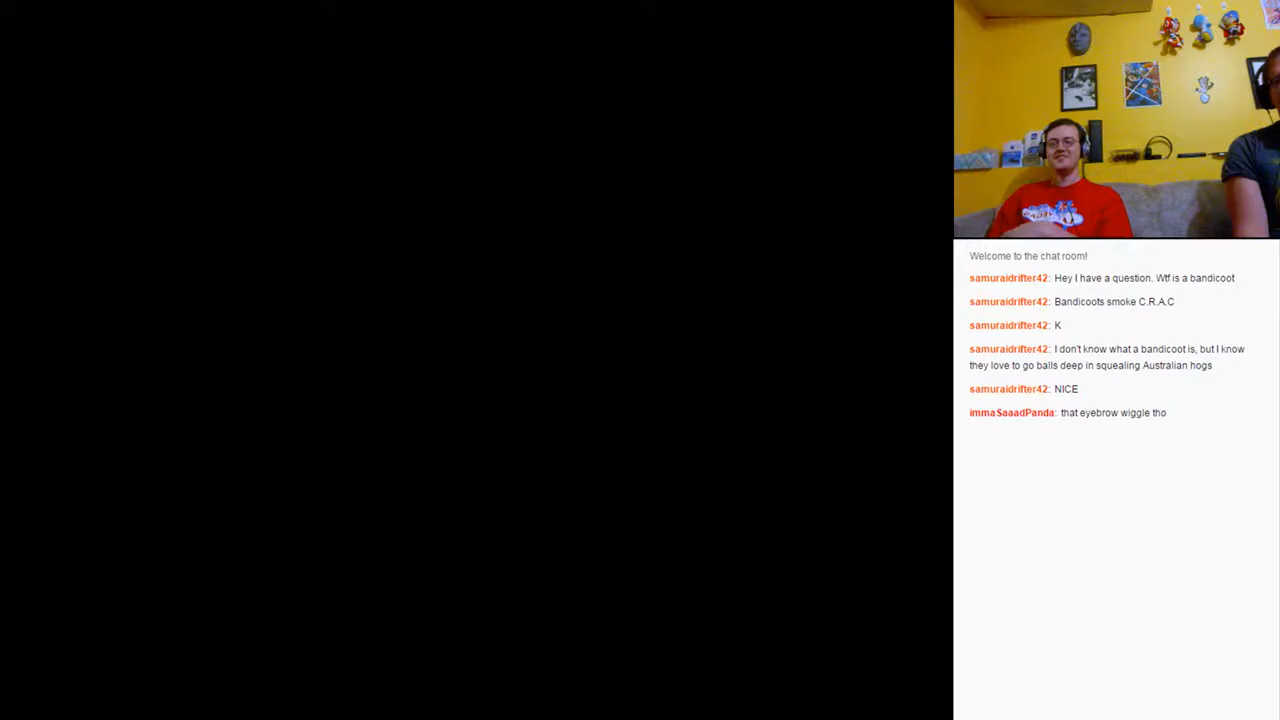 Welcome to the chat room!
samuraidrifter42: Hey I have a question. Wtf is a bandicoot
samuraidrifter42: Bandicoots smoke C.R.A.C
samuraidrifter42: K
samuraidrifter42: I don't know what a bandicoot is, but I know
they love to go balls deep in squealing Australian hogs
samuraidrifter42: NICE
immaSaaadPanda: that eyebrow wiggle tho